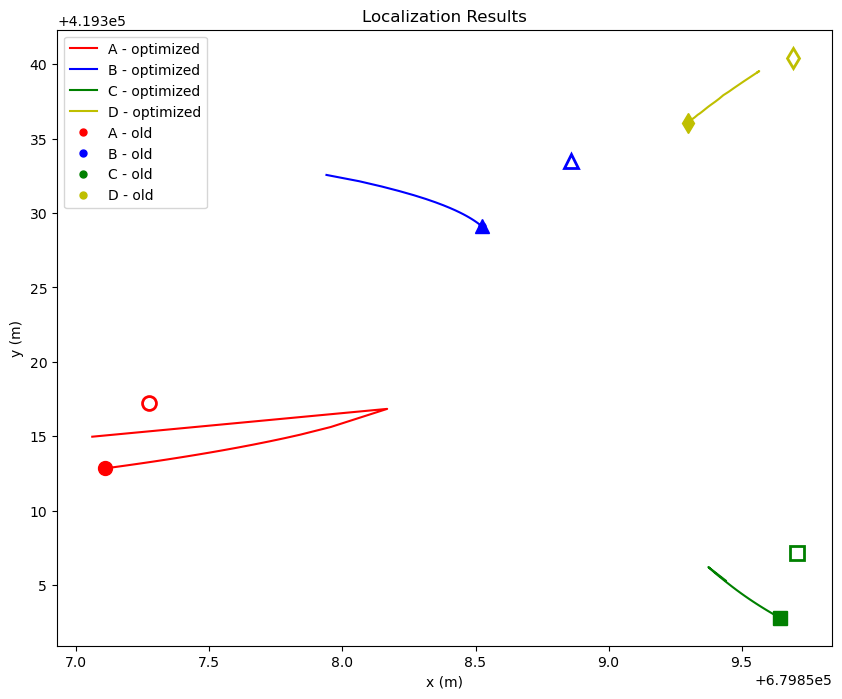 Localization Results
+4.193e5
A - optimized
B - optimized
C - optimized
D - optimized
A - old
B - old
C - old
D - old
40
35
30
25
20
15
10
5
y (m)
7.0 7.5 8.0 8.5 9.0 9.5
x (m)
+6.7985e5